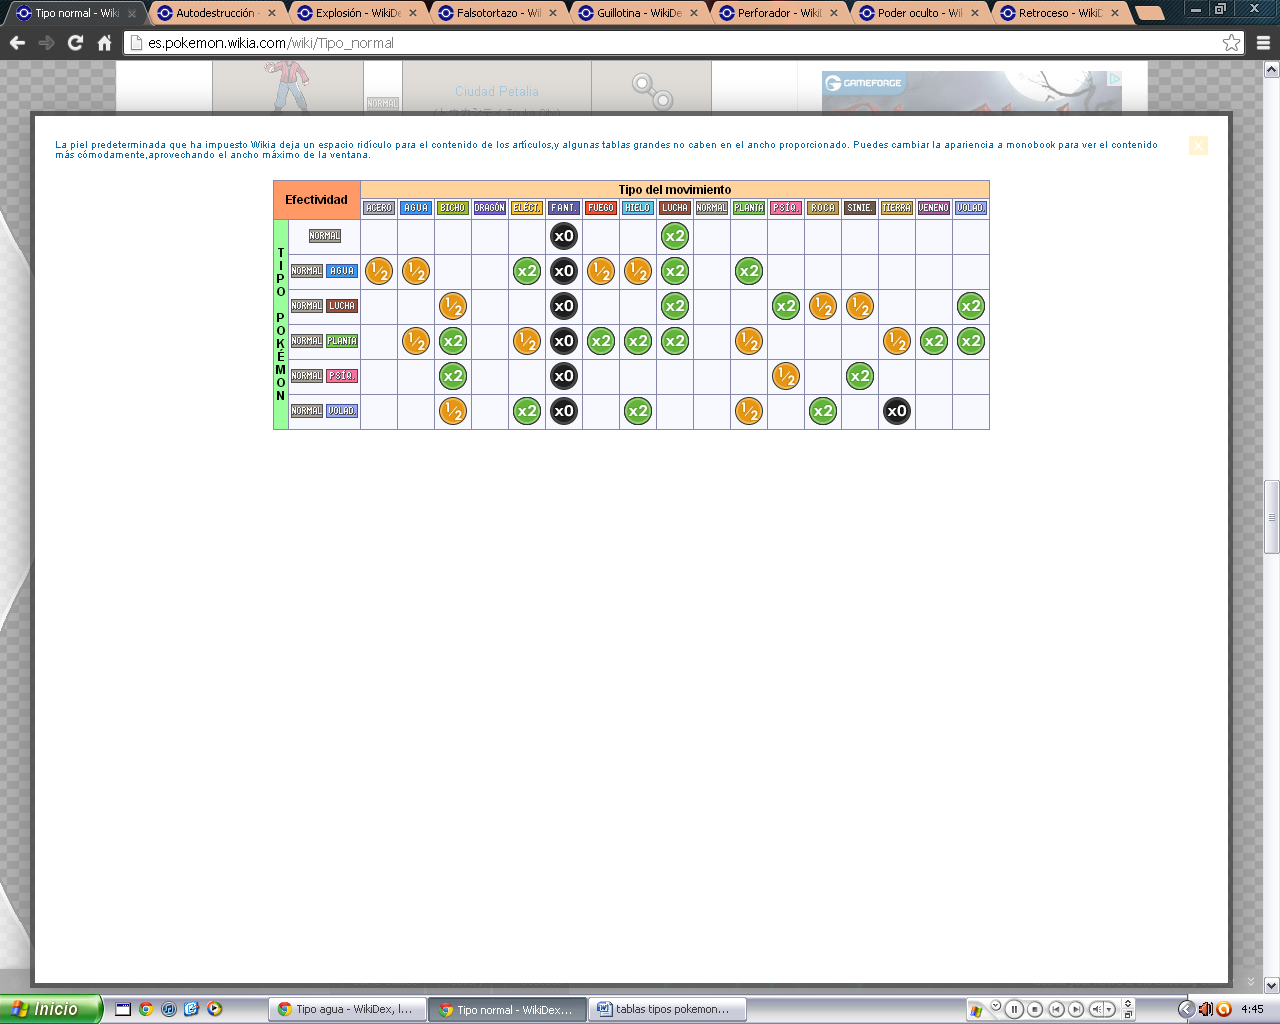 Tipo normal - Wiki
Autodestrucción -
Explosión - WikiDe
Falsotortazo - Wi
Guillotina - WikiDe
Perforador - Wiki
Poder oculto - Wi
Retroceso - WikiD
es.pokemon.wikia.com/wiki/Tipo_normal
NORMAL
Ciudad Petalia
GAMEFORGE
La piel predeterminada que ha impuesto Wikia deja un espacio ridículo para el contenido de los artículos,y algunas tablas grandes no caben en el ancho proporcionado. Puedes cambiar la apariencia a monobook para ver el contenido
más cómodamente,aprovechando el ancho máximo de la ventana.
X
Efectividad
Tipo del movimiento
ACERO AGUA BICHO DRAGÓN ELÉCT. FANT. FUEGO HIELO LUCHA NORMAL PLANTA PSÍQ. ROCA SINIE. TIERRA VENENO VOLAD.
TIPO POKÉMON
NORMAL x0 x2
NORMAL AGUA 1/2 1/2 x2 x0 1/2 1/2 x2 x2
NORMAL LUCHA 1/2 x0 x2 x2 1/2 1/2 x2
NORMAL PLANTA 1/2 x2 1/2 x0 x2 x2 x2 1/2 1/2 x2 x2
NORMAL PSÍQ. x2 x0 1/2 x2
NORMAL VOLAD. 1/2 x2 x0 x2 1/2 x2 x0
Inicio
Tipo agua - WikiDex, l...
Tipo normal - WikiDex...
tablas tipos pokemon...
4:45